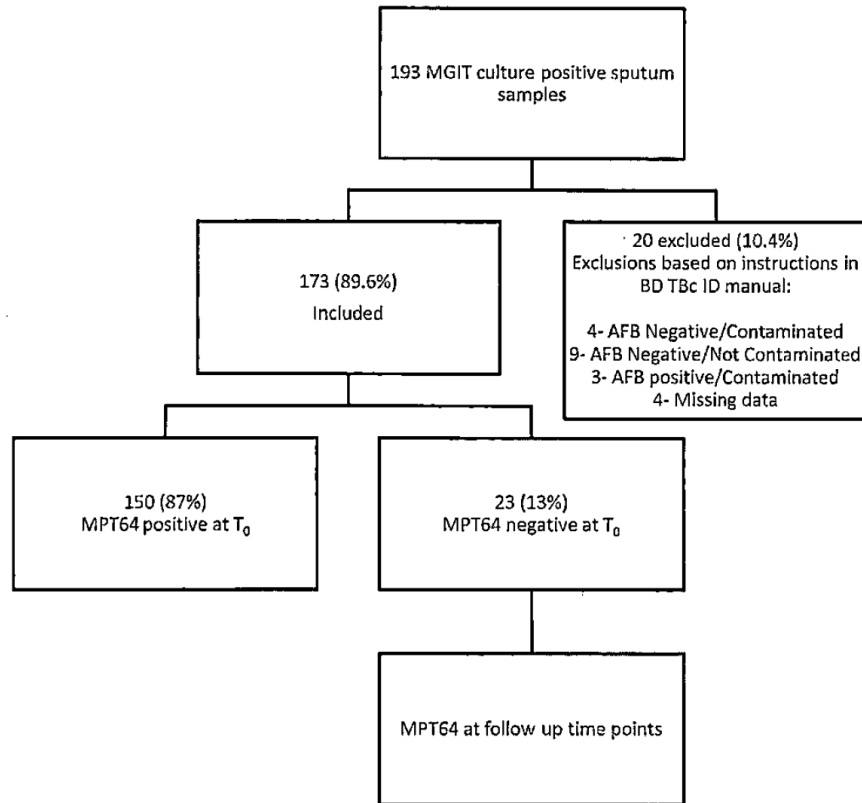 193 MGIT culture positive sputum
samples
173 (89.6%)
Included
20 excluded (10.4%)
Exclusions based on instructions in
BD TBc ID manual:
4- AFB Negative/Contaminated
9- AFB Negative/Not Contaminated
3- AFB positive/Contaminated
4- Missing data
150 (87%)
MPT64 positive at T₀
23 (13%)
MPT64 negative at T₀
MPT64 at follow up time points